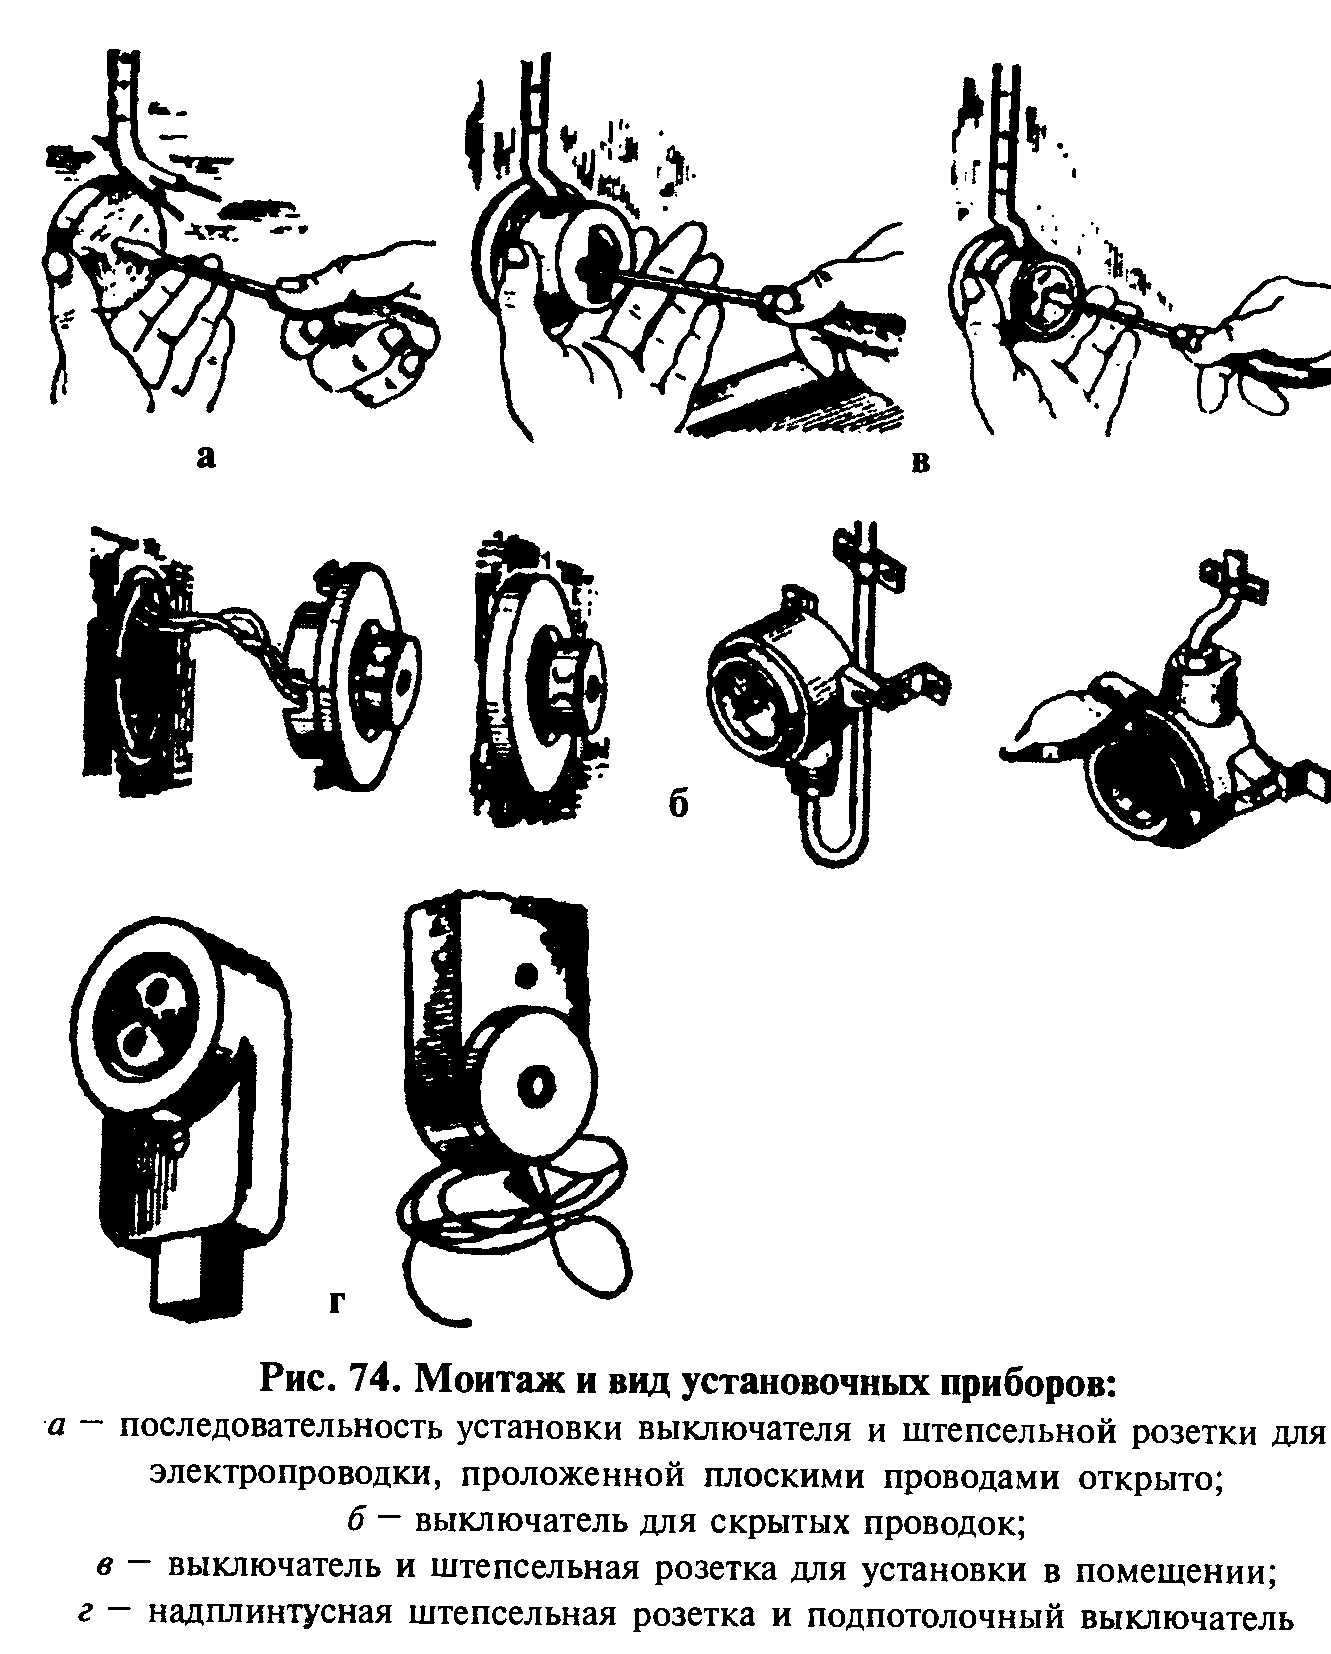 а
в
б
г
Рис. 74. Моитаж и вид установочных приборов:
а — последовательность установки выключателя и штепсельной розетки для
электропроводки, проложенной плоскими проводами открыто;
б — выключатель для скрытых проводок;
в — выключатель и штепсельная розетка для установки в помещении;
г — надплинтусная штепсельная розетка и подпотолочный выключатель